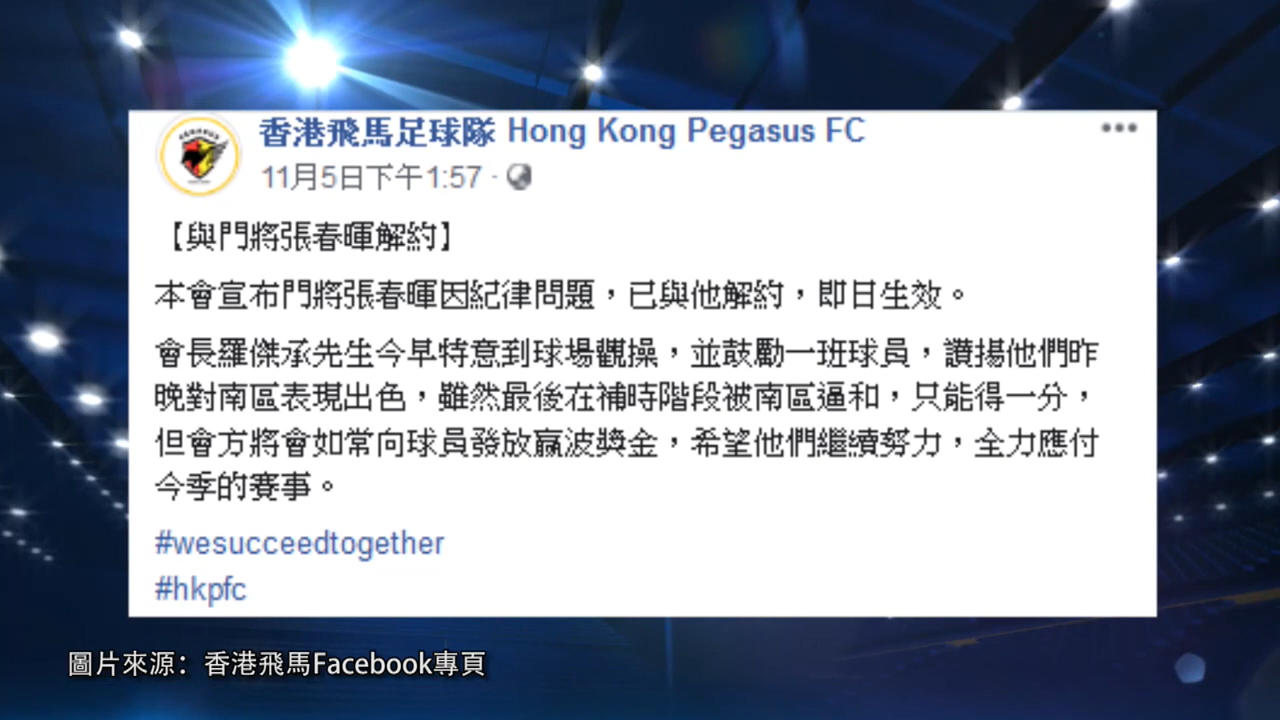 香港飛馬足球隊 Hong Kong Pegasus FC
11月5日下午1:57 ·
【與門將張春暉解約】
本會宣布門將張春暉因紀律問題，已與他解約，即日生效。
會長羅傑承先生今早特意到球場觀操，並鼓勵一班球員，讚揚他們昨
晚對南區表現出色，雖然最後在補時階段被南區逼和，只能得一分，
但會方將會如常向球員發放贏波獎金，希望他們繼續努力，全力應付
今季的賽事。
#wesucceedtogether
#hkpfc
圖片來源：香港飛馬Facebook專頁